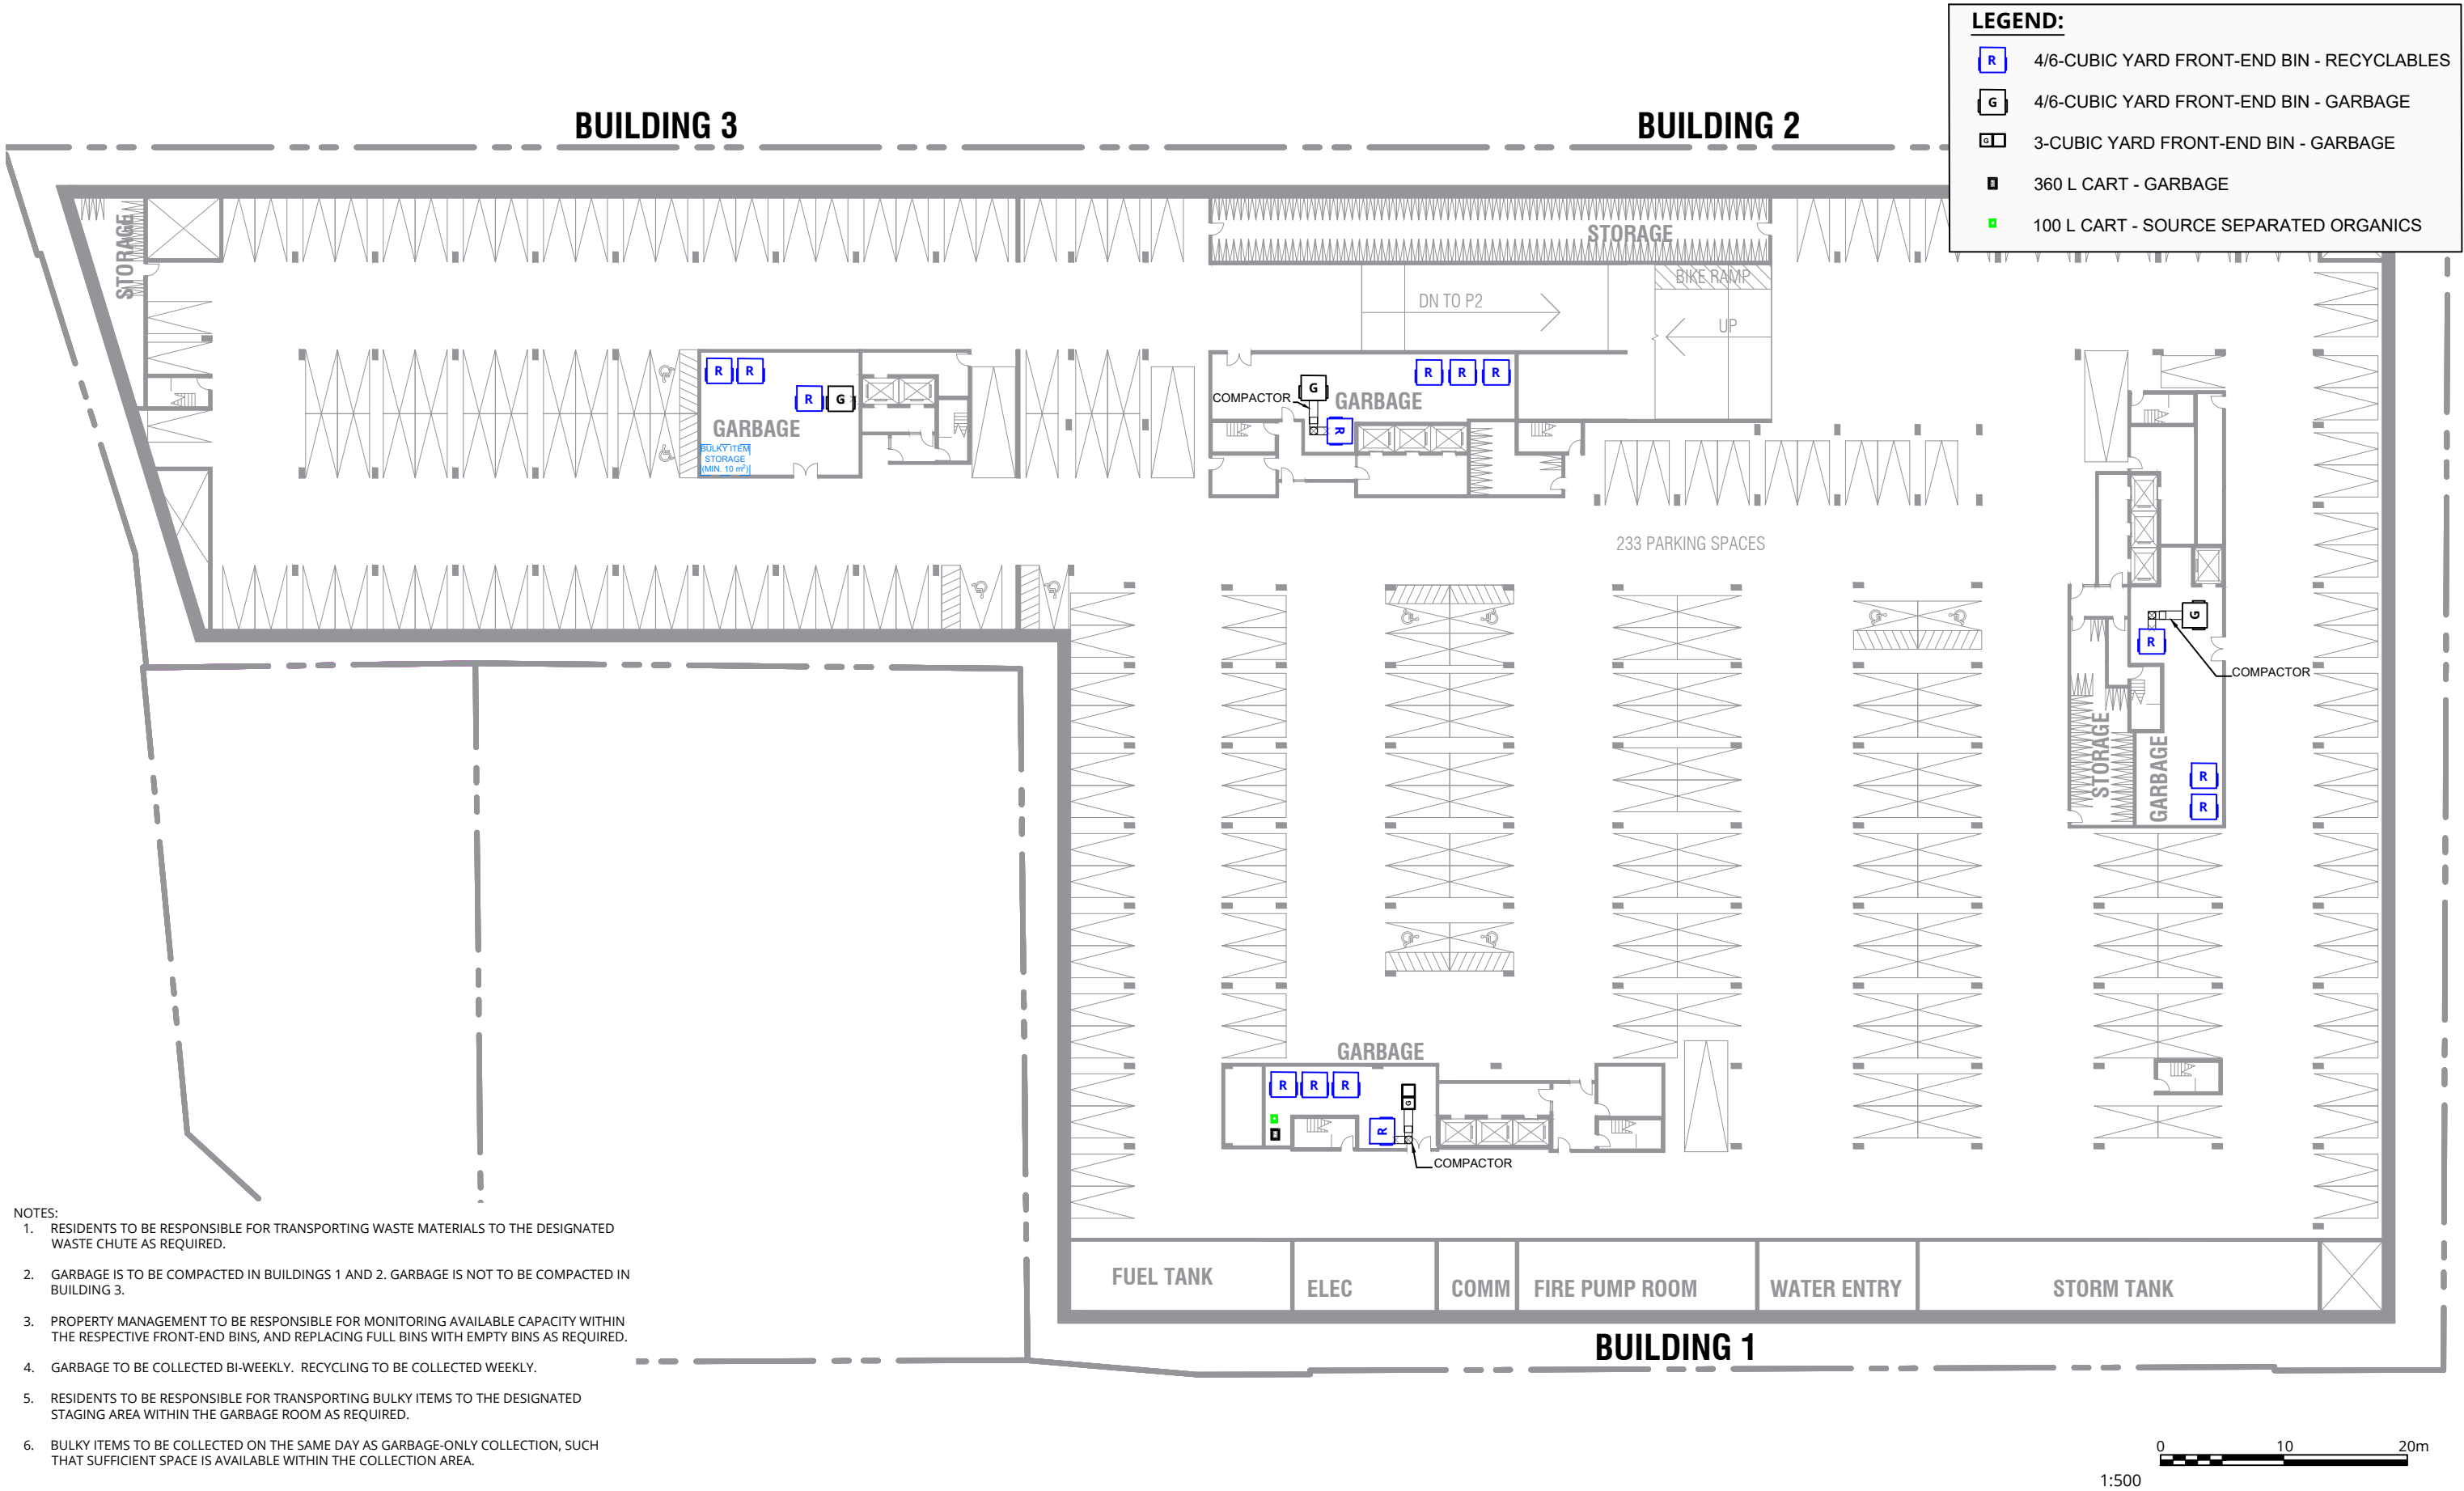 LEGEND:
R 4/6-CUBIC YARD FRONT-END BIN - RECYCLABLES
G 4/6-CUBIC YARD FRONT-END BIN - GARBAGE
G 3-CUBIC YARD FRONT-END BIN - GARBAGE
360 L CART - GARBAGE
100 L CART - SOURCE SEPARATED ORGANICS
BUILDING 3
BUILDING 2
STORAGE
STORAGE
BIKE RAMP
DN TO P2
UP
R R
R G
GARBAGE
BULKY ITEM
STORAGE
(MIN. 10 m²)
R R R
G
COMPACTOR
GARBAGE
R
233 PARKING SPACES
G
R
COMPACTOR
STORAGE
GARBAGE
R
R
GARBAGE
R R R
G
R
COMPACTOR
FUEL TANK
ELEC
COMM
FIRE PUMP ROOM
WATER ENTRY
STORM TANK
BUILDING 1
NOTES:
1. RESIDENTS TO BE RESPONSIBLE FOR TRANSPORTING WASTE MATERIALS TO THE DESIGNATED
WASTE CHUTE AS REQUIRED.
2. GARBAGE IS TO BE COMPACTED IN BUILDINGS 1 AND 2. GARBAGE IS NOT TO BE COMPACTED IN
BUILDING 3.
3. PROPERTY MANAGEMENT TO BE RESPONSIBLE FOR MONITORING AVAILABLE CAPACITY WITHIN
THE RESPECTIVE FRONT-END BINS, AND REPLACING FULL BINS WITH EMPTY BINS AS REQUIRED.
4. GARBAGE TO BE COLLECTED BI-WEEKLY. RECYCLING TO BE COLLECTED WEEKLY.
5. RESIDENTS TO BE RESPONSIBLE FOR TRANSPORTING BULKY ITEMS TO THE DESIGNATED
STAGING AREA WITHIN THE GARBAGE ROOM AS REQUIRED.
6. BULKY ITEMS TO BE COLLECTED ON THE SAME DAY AS GARBAGE-ONLY COLLECTION, SUCH
THAT SUFFICIENT SPACE IS AVAILABLE WITHIN THE COLLECTION AREA.
0 10 20m
1:500